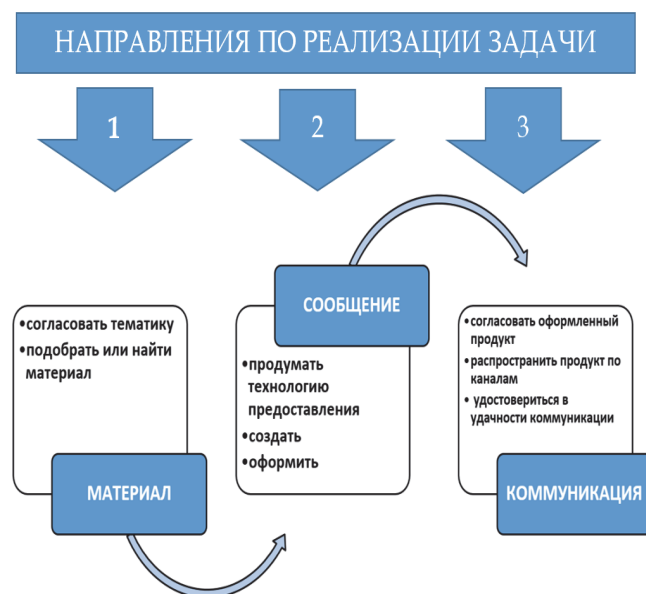 НАПРАВЛЕНИЯ ПО РЕАЛИЗАЦИИ ЗАДАЧИ
1
2
3
•согласовать тематику
•подобрать или найти
материал
МАТЕРИАЛ
СООБЩЕНИЕ
•продумать
технологию
предоставления
•создать
•оформить
•согласовать оформленный
продукт
•распространить продукт по
каналам
• удостовериться в
удачности коммуникации
КОММУНИКАЦИЯ